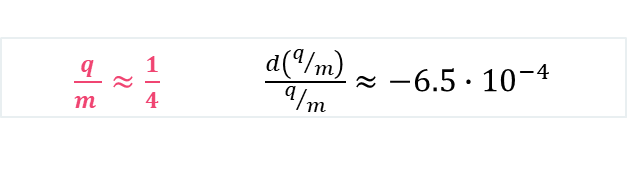 q/m ≈ 1/4    d(q/m)/(q/m) ≈ −6.5 · 10⁻⁴